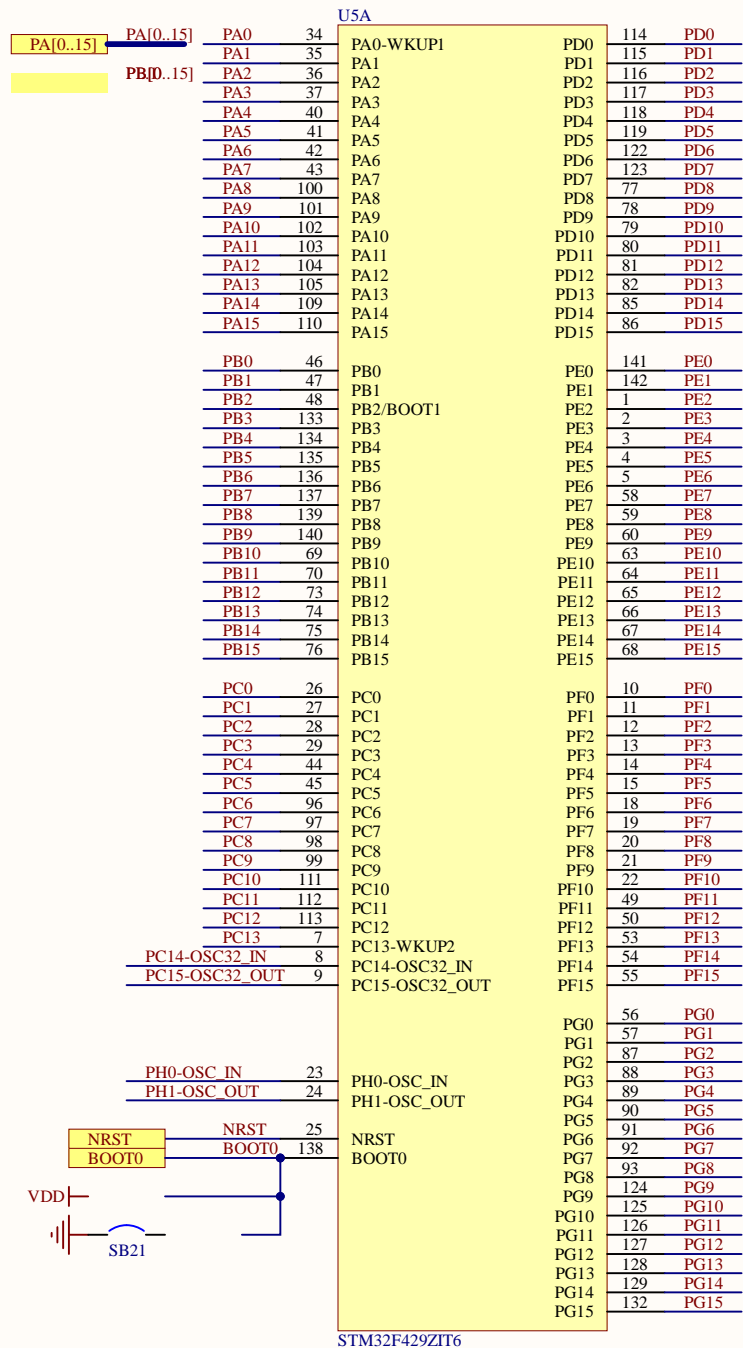 U5A
PA[0..15] PA[0..15] PA0 34 PA0-WKUP1 PD0 114 PD0
PA1 35 PA1 PD1 115 PD1
PB[0..15] PA2 36 PA2 PD2 116 PD2
PA3 37 PA3 PD3 117 PD3
PA4 40 PA4 PD4 118 PD4
PA5 41 PA5 PD5 119 PD5
PA6 42 PA6 PD6 122 PD6
PA7 43 PA7 PD7 123 PD7
PA8 100 PA8 PD8 77 PD8
PA9 101 PA9 PD9 78 PD9
PA10 102 PA10 PD10 79 PD10
PA11 103 PA11 PD11 80 PD11
PA12 104 PA12 PD12 81 PD12
PA13 105 PA13 PD13 82 PD13
PA14 109 PA14 PD14 85 PD14
PA15 110 PA15 PD15 86 PD15
PB0 46 PB0 PE0 141 PE0
PB1 47 PB1 PE1 142 PE1
PB2 48 PB2/BOOT1 PE2 1 PE2
PB3 133 PB3 PE3 2 PE3
PB4 134 PB4 PE4 3 PE4
PB5 135 PB5 PE5 4 PE5
PB6 136 PB6 PE6 5 PE6
PB7 137 PB7 PE7 58 PE7
PB8 139 PB8 PE8 59 PE8
PB9 140 PB9 PE9 60 PE9
PB10 69 PB10 PE10 63 PE10
PB11 70 PB11 PE11 64 PE11
PB12 73 PB12 PE12 65 PE12
PB13 74 PB13 PE13 66 PE13
PB14 75 PB14 PE14 67 PE14
PB15 76 PB15 PE15 68 PE15
PC0 26 PC0 PF0 10 PF0
PC1 27 PC1 PF1 11 PF1
PC2 28 PC2 PF2 12 PF2
PC3 29 PC3 PF3 13 PF3
PC4 44 PC4 PF4 14 PF4
PC5 45 PC5 PF5 15 PF5
PC6 96 PC6 PF6 18 PF6
PC7 97 PC7 PF7 19 PF7
PC8 98 PC8 PF8 20 PF8
PC9 99 PC9 PF9 21 PF9
PC10 111 PC10 PF10 22 PF10
PC11 112 PC11 PF11 49 PF11
PC12 113 PC12 PF12 50 PF12
PC13 7 PC13-WKUP2 PF13 53 PF13
PC14-OSC32_IN 8 PC14-OSC32_IN PF14 54 PF14
PC15-OSC32_OUT 9 PC15-OSC32_OUT PF15 55 PF15
PG0 56 PG0
PG1 57 PG1
PG2 87 PG2
PH0-OSC_IN 23 PH0-OSC_IN PG3 88 PG3
PH1-OSC_OUT 24 PH1-OSC_OUT PG4 89 PG4
PG5 90 PG5
NRST NRST 25 NRST PG6 91 PG6
BOOT0 BOOT0 138 BOOT0 PG7 92 PG7
PG8 93 PG8
VDD PG9 124 PG9
PG10 125 PG10
PG11 126 PG11
SB21 PG12 127 PG12
PG13 128 PG13
PG14 129 PG14
PG15 132 PG15
STM32F429ZIT6